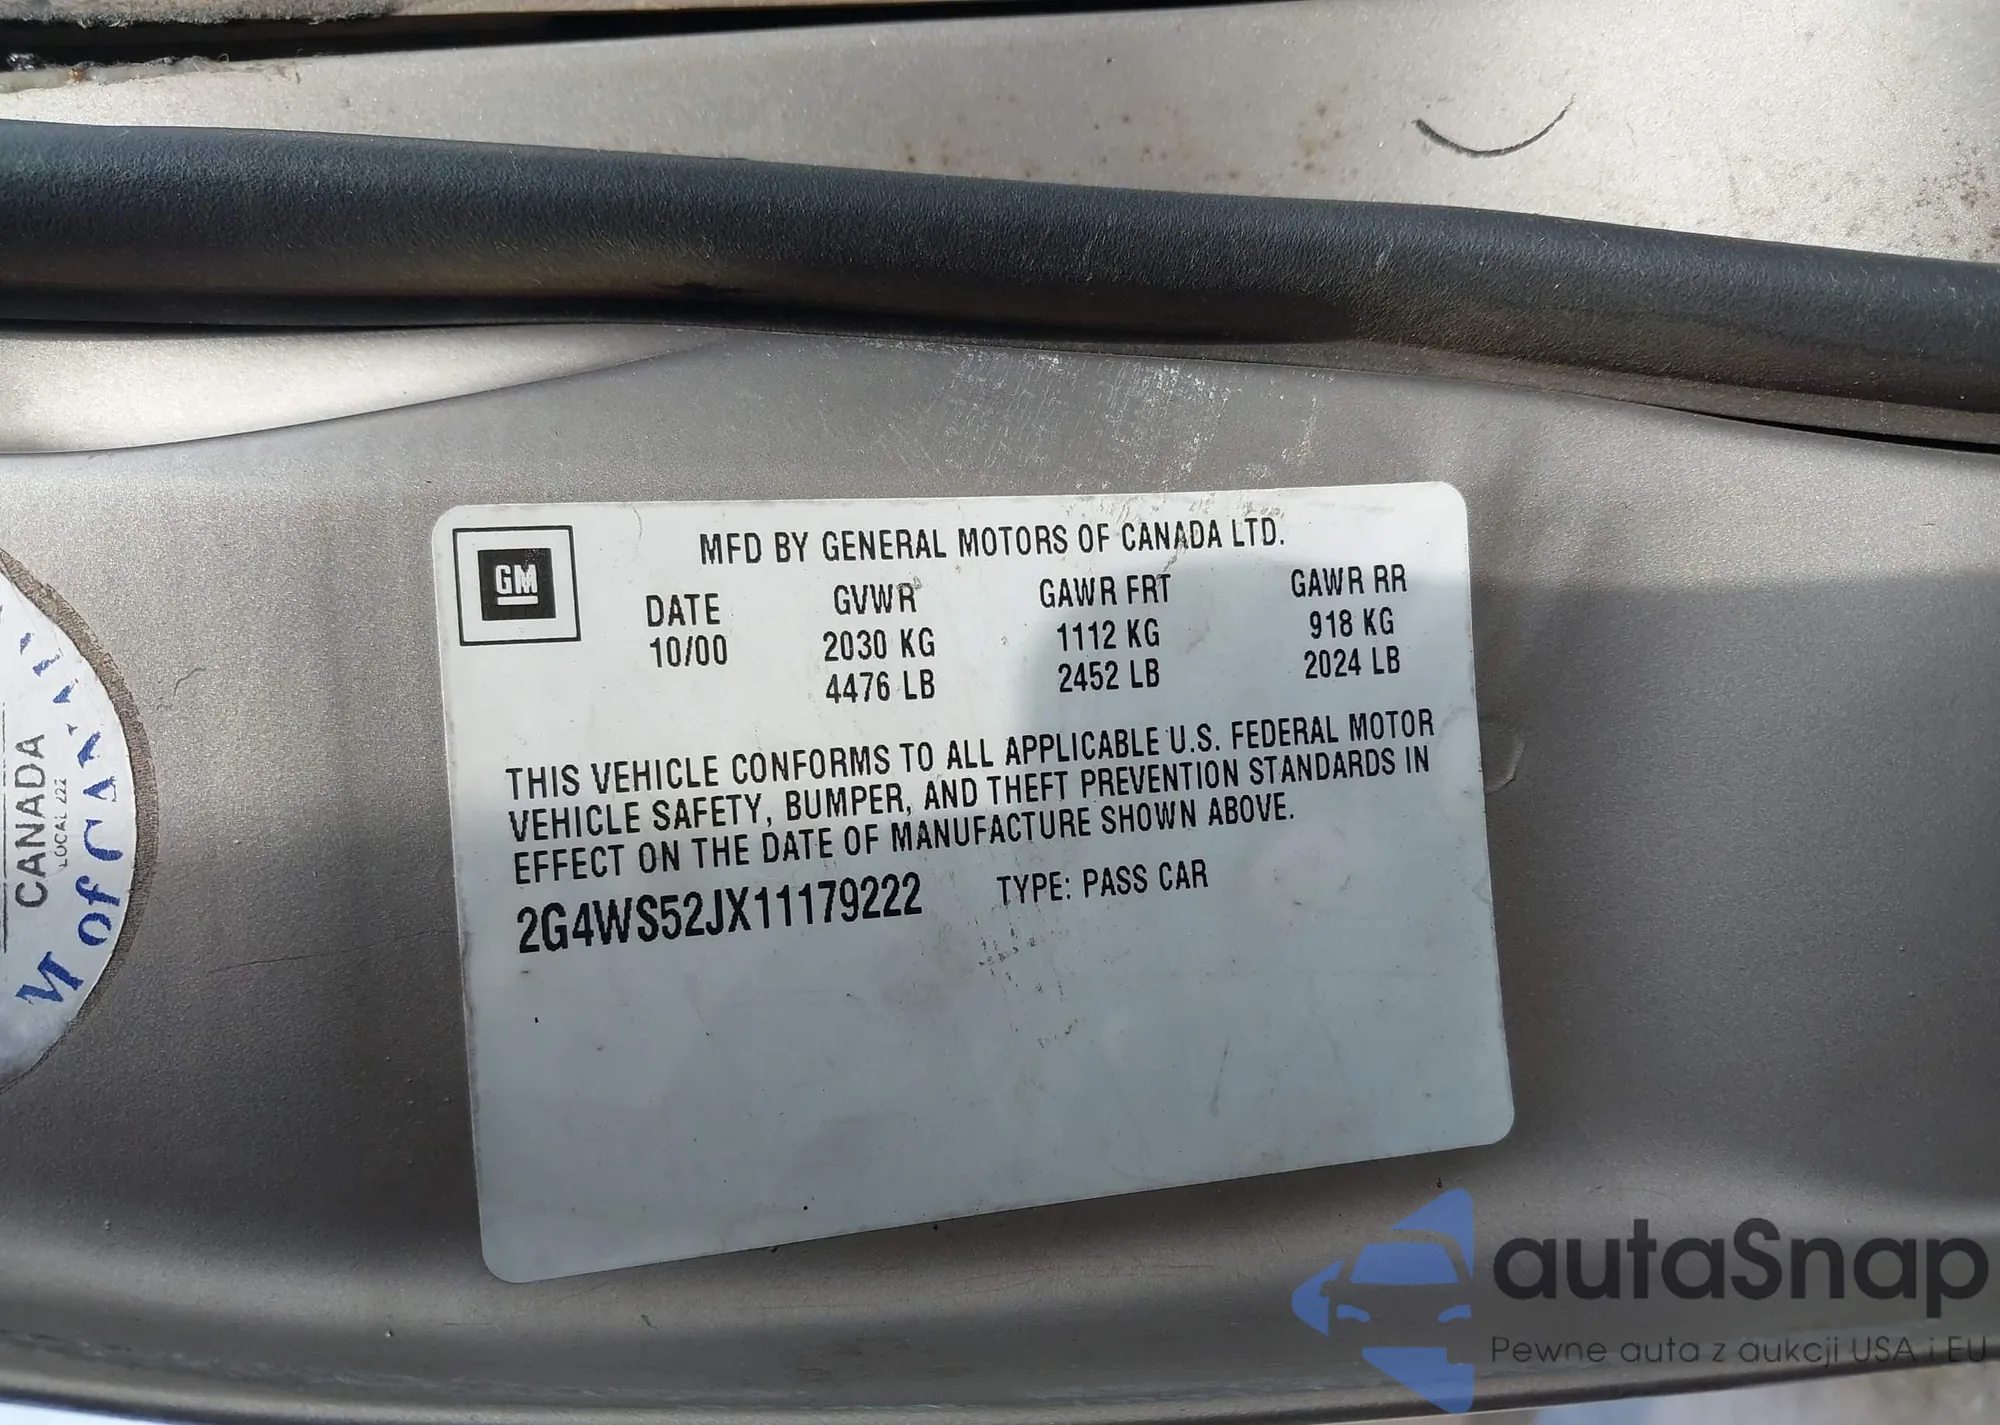 GM
MFD BY GENERAL MOTORS OF CANADA LTD.
DATE GVWR GAWR FRT GAWR RR
10/00 2030 KG 1112 KG 918 KG
4476 LB 2452 LB 2024 LB
THIS VEHICLE CONFORMS TO ALL APPLICABLE U.S. FEDERAL MOTOR
VEHICLE SAFETY, BUMPER, AND THEFT PREVENTION STANDARDS IN
EFFECT ON THE DATE OF MANUFACTURE SHOWN ABOVE.
2G4WS52JX11179222 TYPE: PASS CAR
CANADA
LOCAL 222
of
autaSnap
Pewne auta z aukcji USA i EU